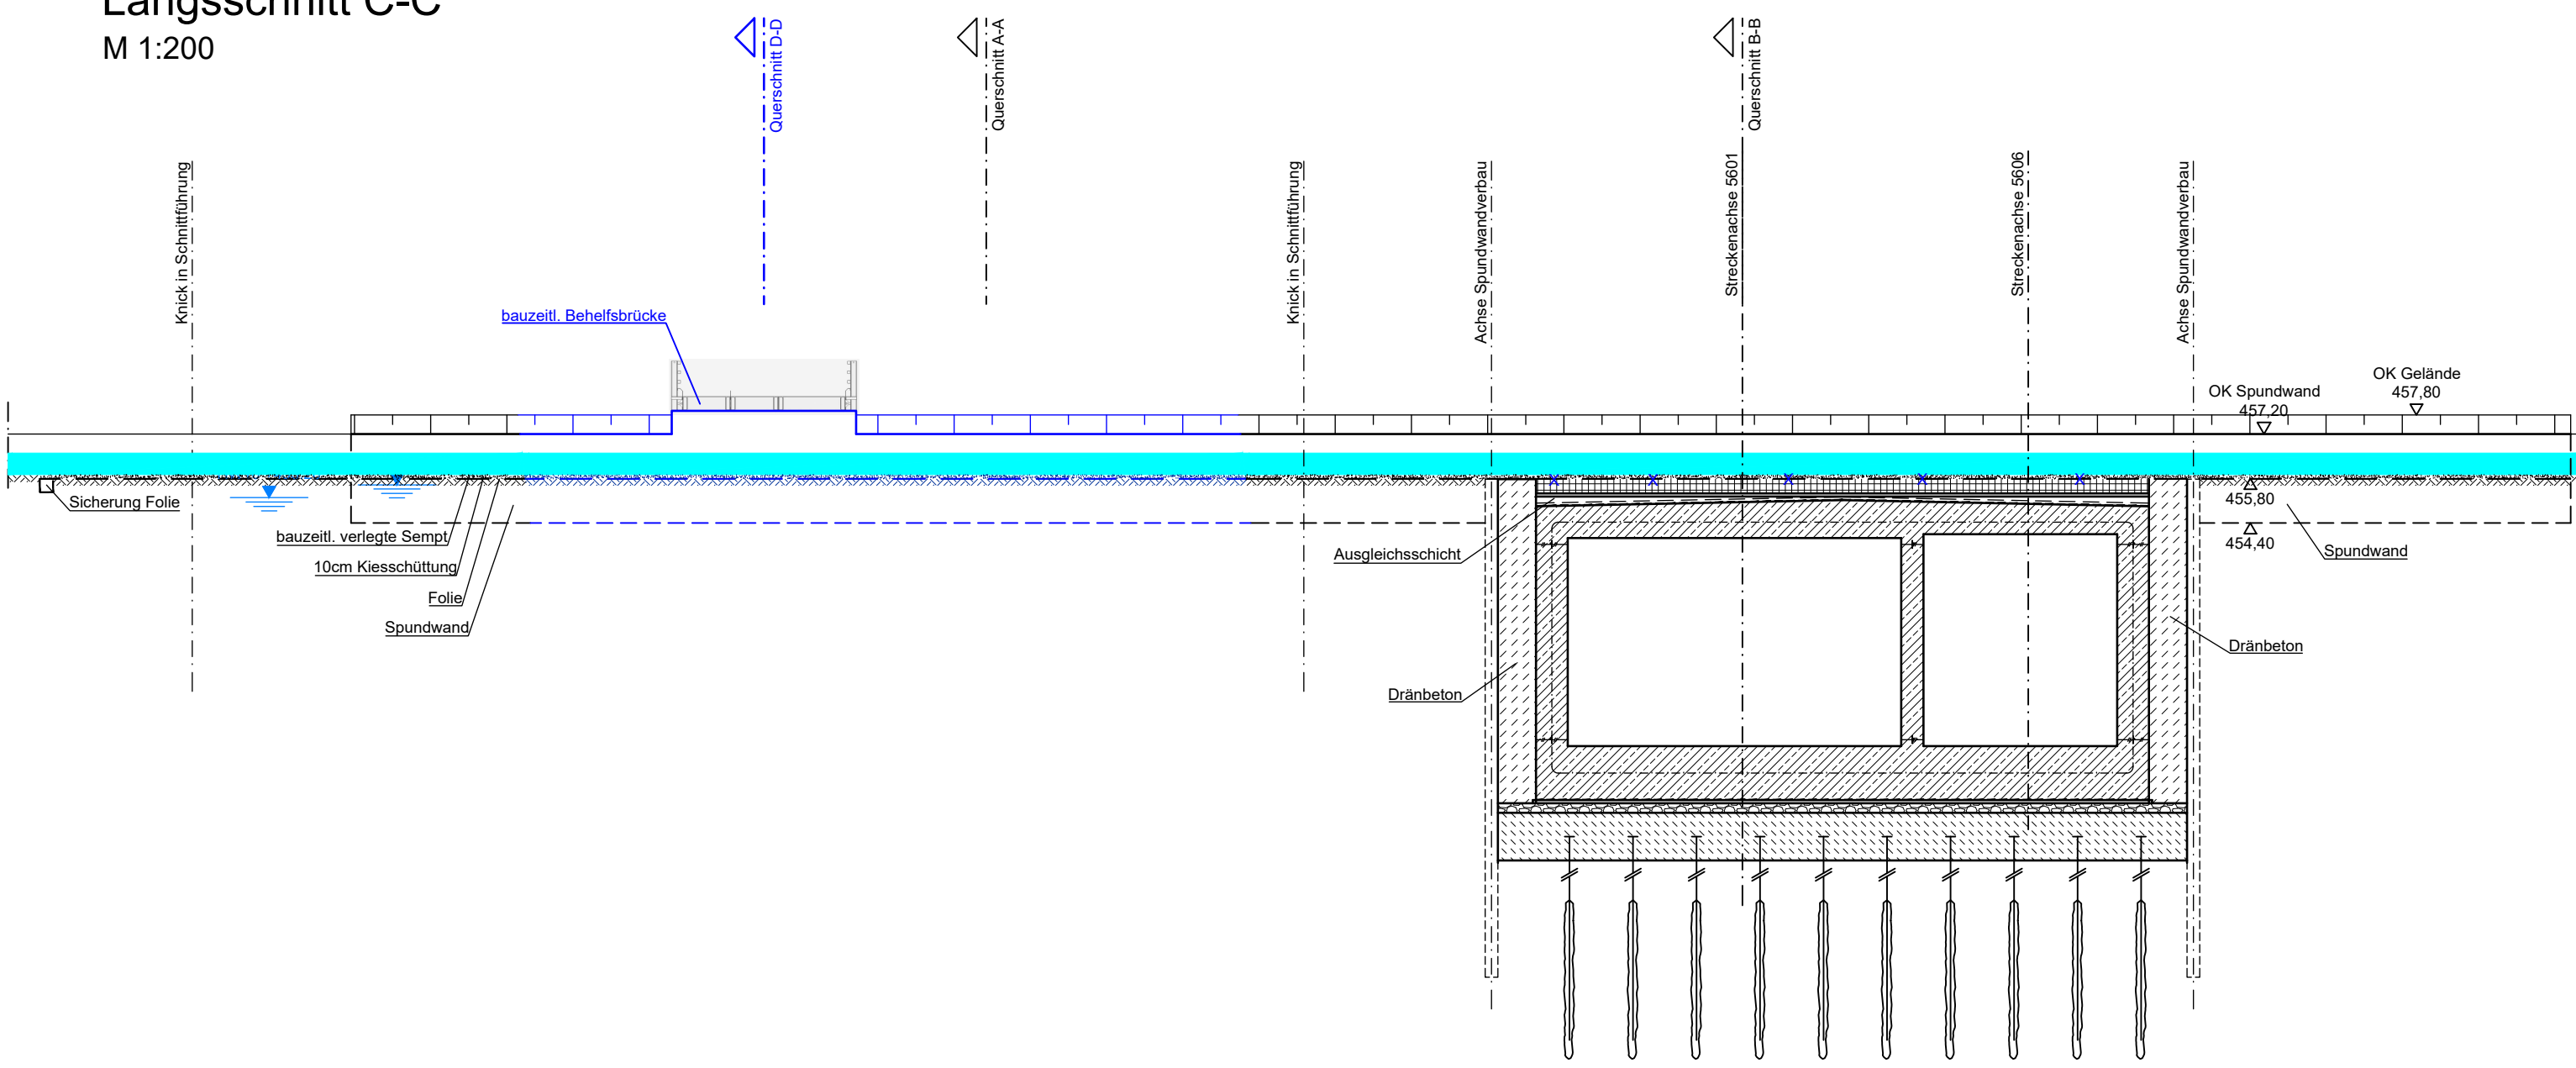 Längsschnitt C-C
M 1:200
Querschnitt D-D
Querschnitt A-A
Querschnitt B-B
Knick in Schnittführung
Knick in Schnittführung
Achse Spundwandverbau
Streckenachse 5601
Streckenachse 5606
Achse Spundwandverbau
bauzeitl. Behelfsbrücke
OK Spundwand
457,20
OK Gelände
457,80
Sicherung Folie
bauzeitl. verlegte Sempt
10cm Kiesschüttung
Folie
Spundwand
Ausgleichsschicht
Dränbeton
455,80
454,40
Spundwand
Dränbeton